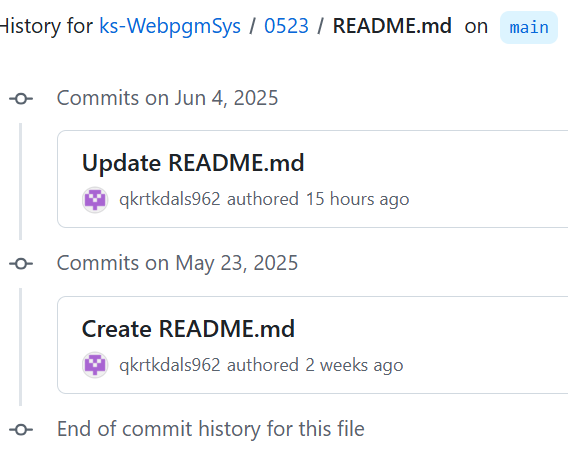 History for ks-WebpgmSys / 0523 / README.md on main
Commits on Jun 4, 2025
Update README.md
qkrtkdals962 authored 15 hours ago
Commits on May 23, 2025
Create README.md
qkrtkdals962 authored 2 weeks ago
End of commit history for this file